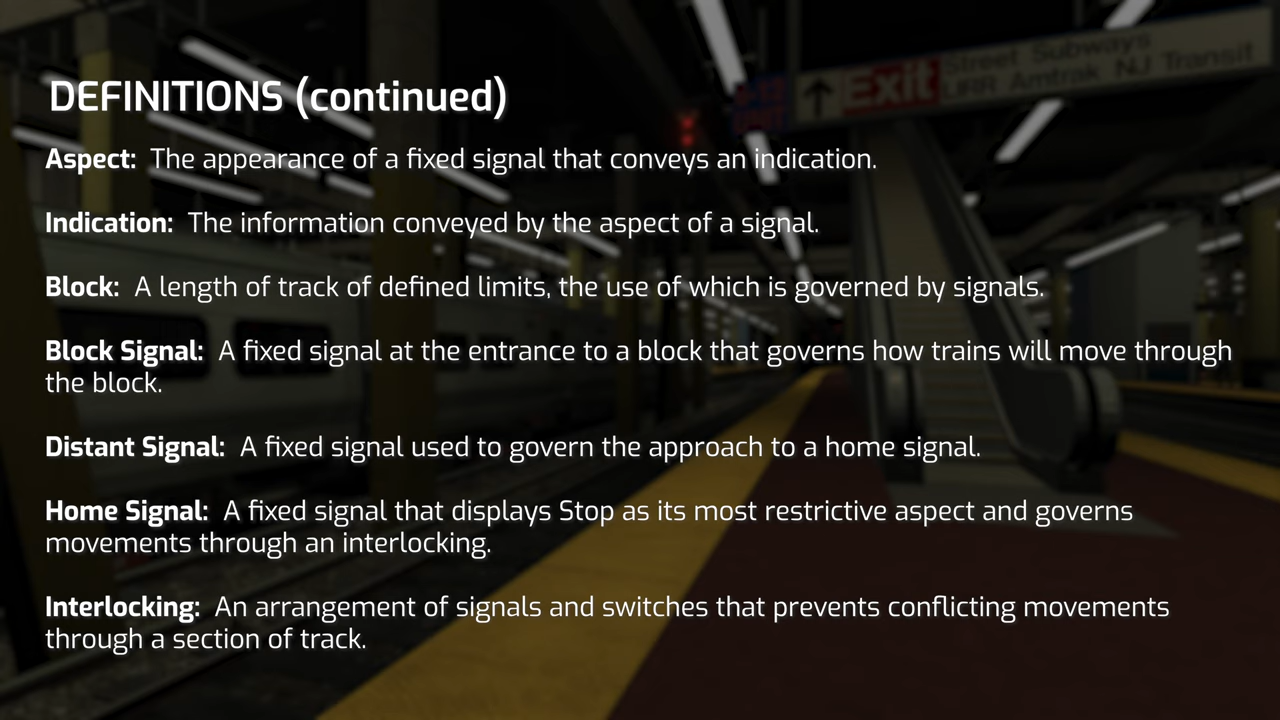 Street Subways
Exit LIRR Amtrak NJ Transit
DEFINITIONS (continued)
Aspect: The appearance of a fixed signal that conveys an indication.
Indication: The information conveyed by the aspect of a signal.
Block: A length of track of defined limits, the use of which is governed by signals.
Block Signal: A fixed signal at the entrance to a block that governs how trains will move through
the block.
Distant Signal: A fixed signal used to govern the approach to a home signal.
Home Signal: A fixed signal that displays Stop as its most restrictive aspect and governs
movements through an interlocking.
Interlocking: An arrangement of signals and switches that prevents conflicting movements
through a section of track.